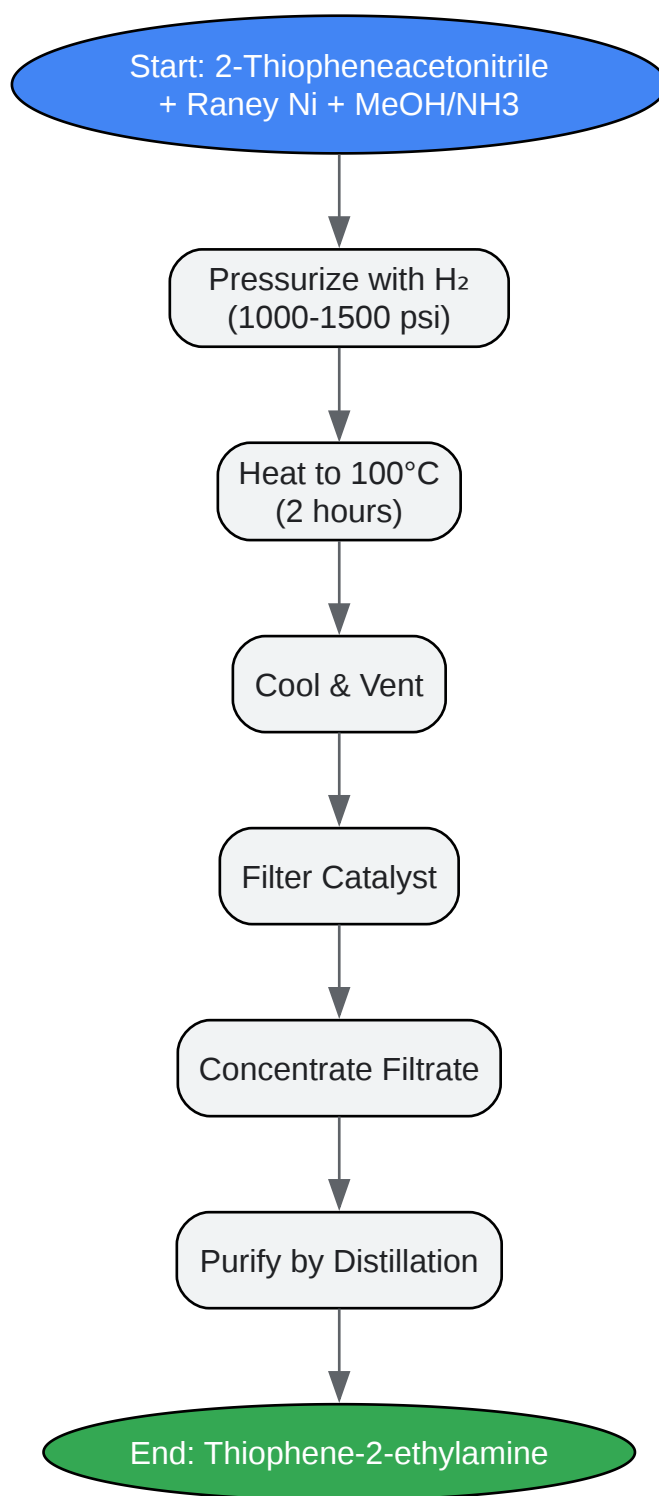 Start: 2-Thiopheneacetonitrile
+ Raney Ni + MeOH/NH3
Pressurize with H₂
(1000-1500 psi)
Heat to 100°C
(2 hours)
Cool & Vent
Filter Catalyst
Concentrate Filtrate
Purify by Distillation
End: Thiophene-2-ethylamine